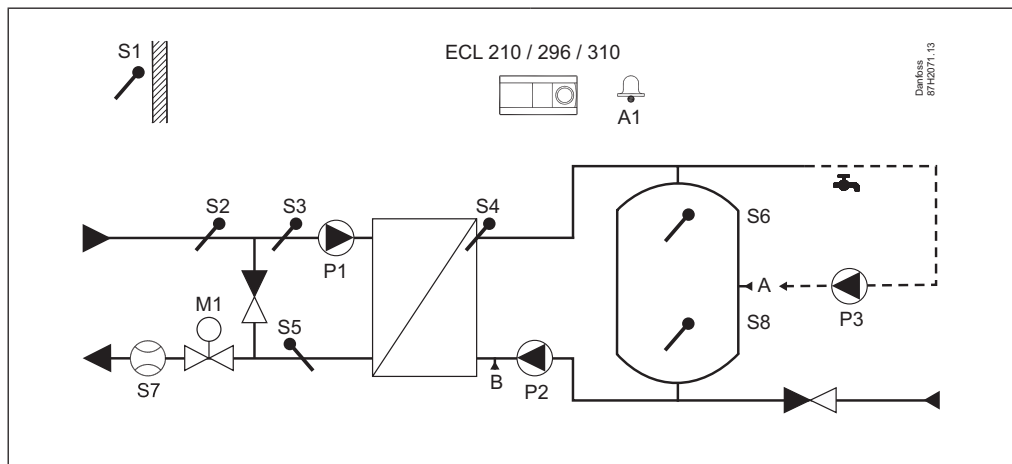 S1
ECL 210 / 296 / 310
A1
Danfoss
87H2071.13
S2
S3
P1
S4
S6
A
P3
S8
M1
S5
S7
B
P2